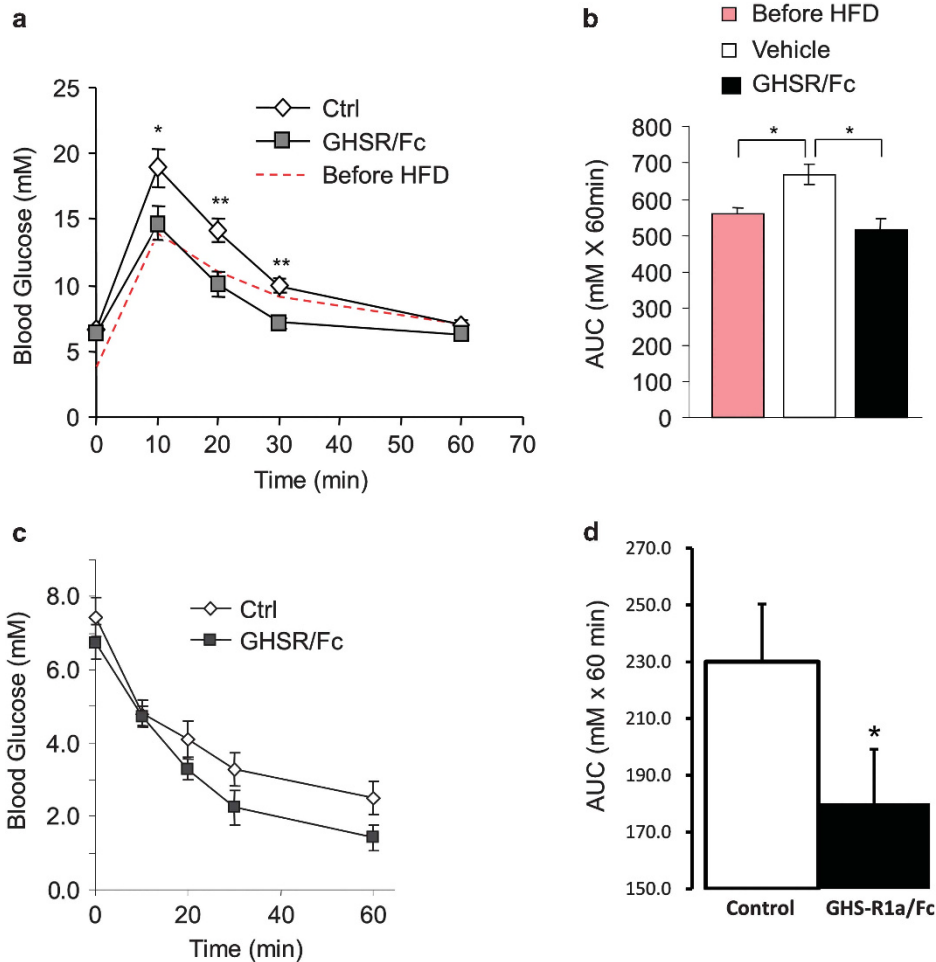 a
25
20
15
10
5
0
Blood Glucose (mM)
*
**
**
Ctrl
GHSR/Fc
Before HFD
0 10 20 30 40 50 60 70
Time (min)
b
Before HFD
Vehicle
GHSR/Fc
800
700
600
500
400
300
200
100
0
AUC (mM X 60min)
* *
c
8.0
6.0
4.0
2.0
0.0
Blood Glucose (mM)
Ctrl
GHSR/Fc
0 20 40 60
Time (min)
d
270.0
250.0
230.0
210.0
190.0
170.0
150.0
AUC (mM x 60 min)
*
Control GHS-R1a/Fc